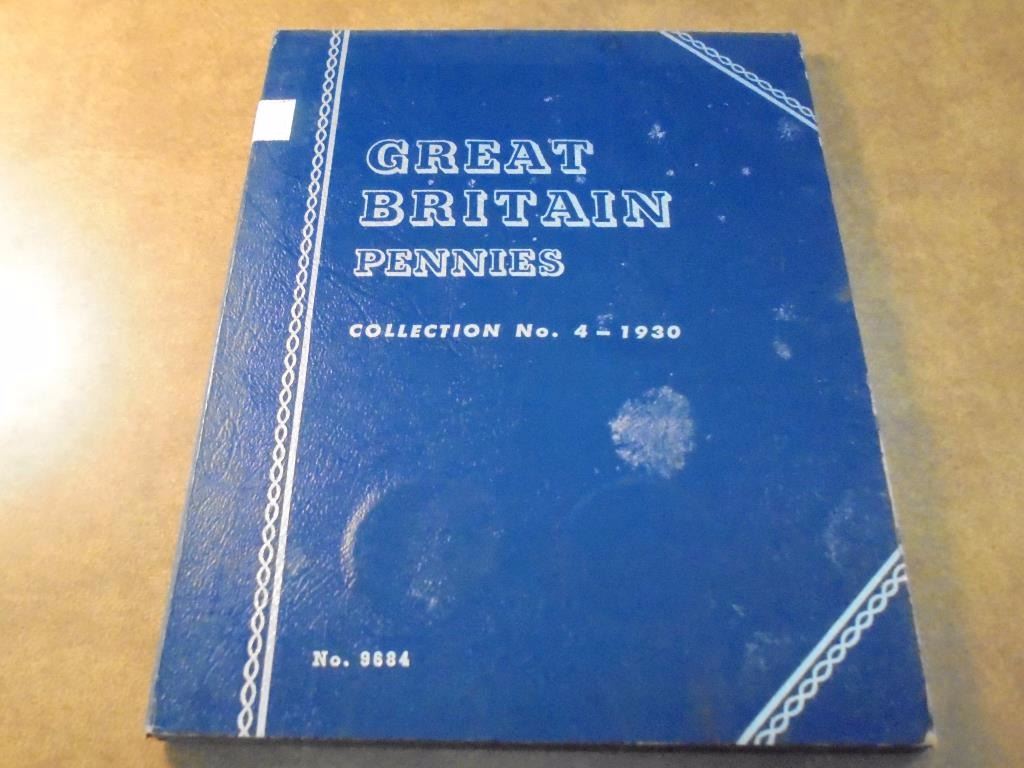 GREAT
BRITAIN
PENNIES
COLLECTION No. 4 – 1930
No. 9684